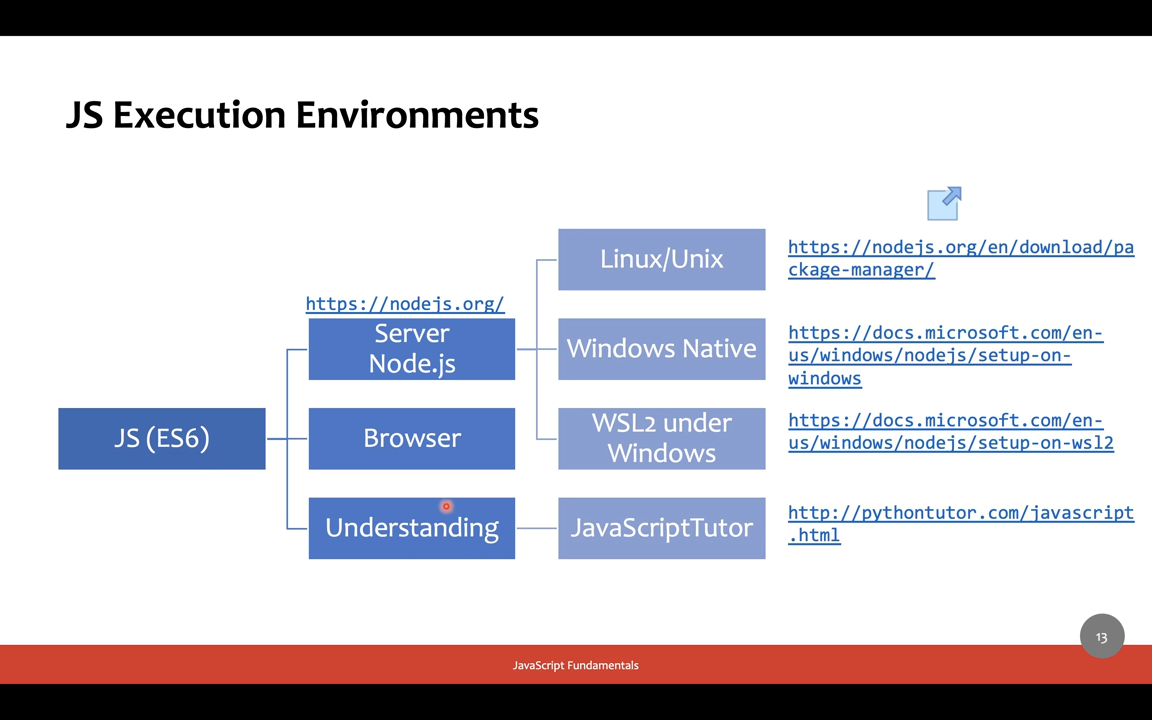 JS Execution Environments
Linux/Unix
https://nodejs.org/en/download/pa
ckage-manager/
https://nodejs.org/
Server
Node.js
Windows Native
https://docs.microsoft.com/en-
us/windows/nodejs/setup-on-
windows
JS (ES6)
Browser
WSL2 under
Windows
https://docs.microsoft.com/en-
us/windows/nodejs/setup-on-wsl2
Understanding
JavaScriptTutor
http://pythontutor.com/javascript
.html
13
JavaScript Fundamentals